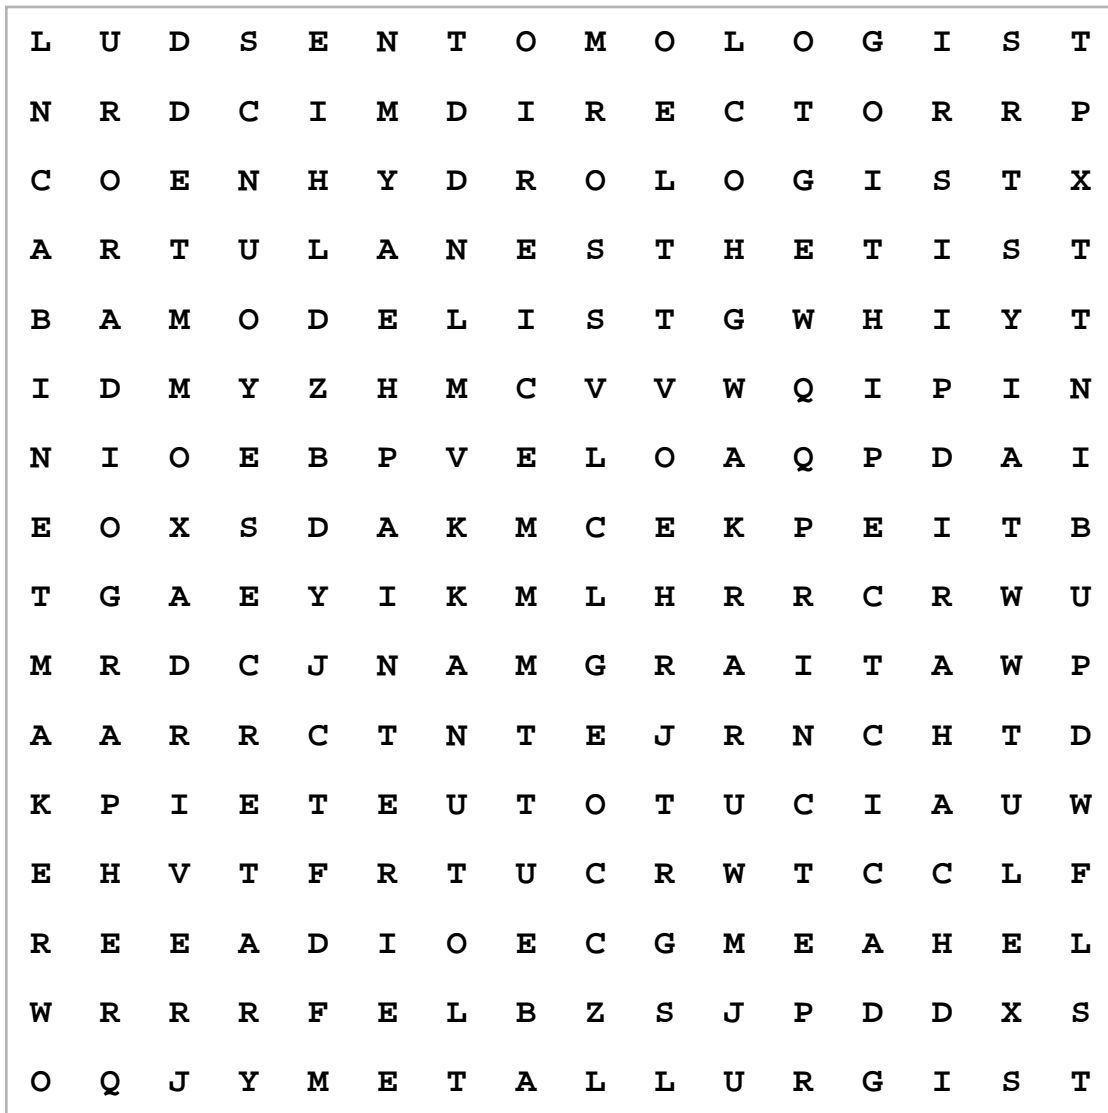 L U D S E N T O M O L O G I S T
N R D C I M D I R E C T O R R P
C O E N H Y D R O L O G I S T X
A R T U L A N E S T H E T I S T
B A M O D E L I S T G W H I Y T
I D M Y Z H M C V V W Q I P I N
N I O E B P V E L O A Q P D A I
E O X S D A K M C E K P E I T B
T G A E Y I K M L H R R C R W U
M R D C J N A M G R A I T A W P
A A R R C T N T E J R N C H T D
K P I E T E U T O T U C I A U W
E H V T F R T U C R W T C C L F
R E E A D I O E C G M E A H E L
W R R R F E L B Z S J P D D X S
O Q J Y M E T A L L U R G I S T